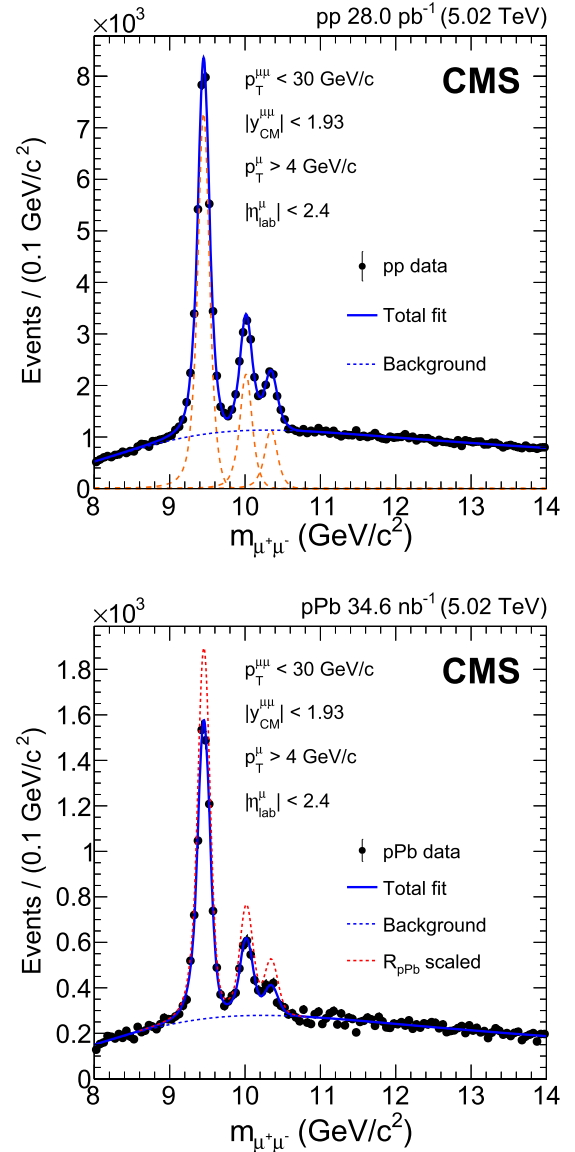 ×10³ pp 28.0 pb⁻¹ (5.02 TeV)
CMS
p_T^μμ < 30 GeV/c
|y_CM^μμ| < 1.93
p_T^μ > 4 GeV/c
|η_lab^μ| < 2.4
pp data
Total fit
Background
Events / (0.1 GeV/c²)
8
7
6
5
4
3
2
1
0
8 9 10 11 12 13 14
m_μ⁺μ⁻ (GeV/c²)
×10³ pPb 34.6 nb⁻¹ (5.02 TeV)
CMS
p_T^μμ < 30 GeV/c
|y_CM^μμ| < 1.93
p_T^μ > 4 GeV/c
|η_lab^μ| < 2.4
pPb data
Total fit
Background
R_pPb scaled
Events / (0.1 GeV/c²)
1.8
1.6
1.4
1.2
1
0.8
0.6
0.4
0.2
0
8 9 10 11 12 13 14
m_μ⁺μ⁻ (GeV/c²)